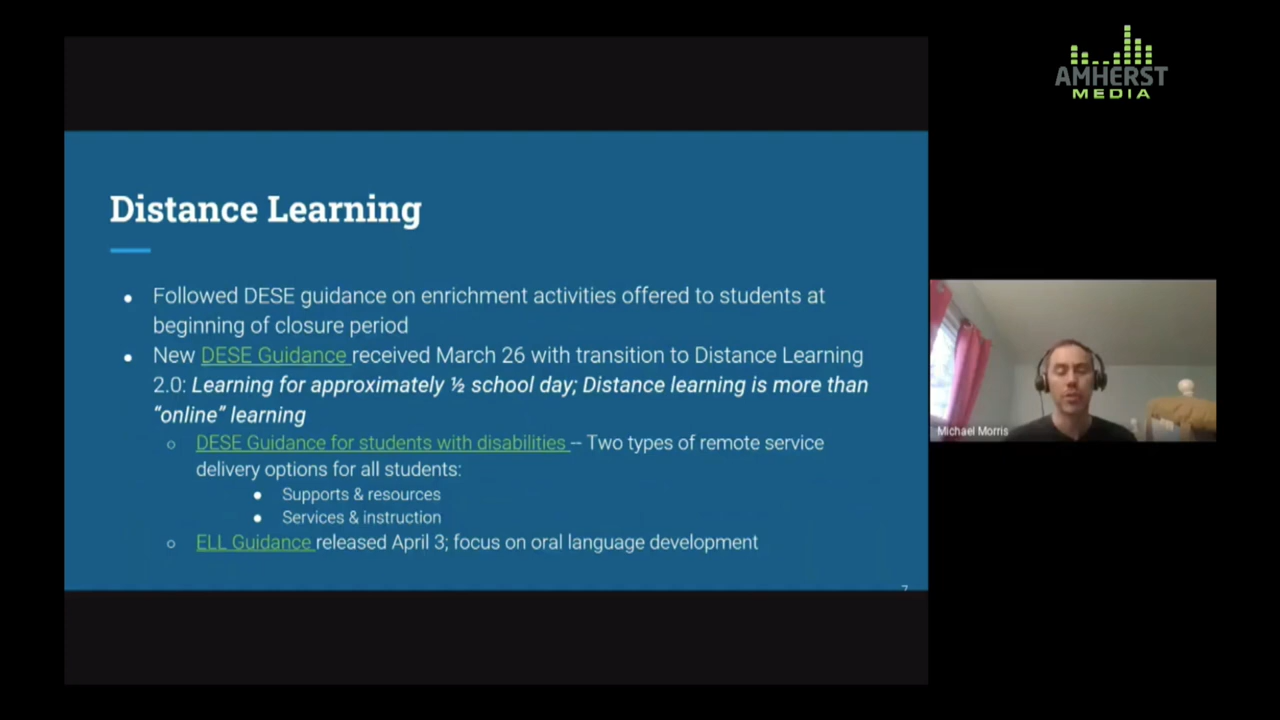 AMHERST
MEDIA
Distance Learning
● Followed DESE guidance on enrichment activities offered to students at
beginning of closure period
● New DESE Guidance received March 26 with transition to Distance Learning
2.0: Learning for approximately ½ school day; Distance learning is more than
“online” learning
○ DESE Guidance for students with disabilities -- Two types of remote service
delivery options for all students:
● Supports & resources
● Services & instruction
○ ELL Guidance released April 3; focus on oral language development
7
Michael Morris